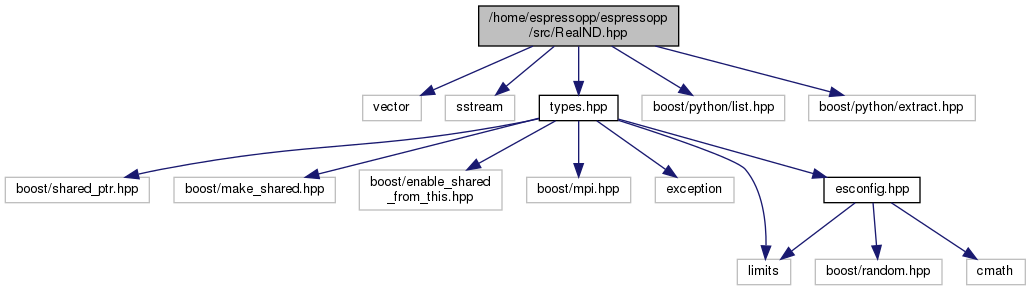 /home/espressopp/espressopp
/src/RealND.hpp
vector
sstream
types.hpp
boost/python/list.hpp
boost/python/extract.hpp
boost/shared_ptr.hpp
boost/make_shared.hpp
boost/enable_shared
_from_this.hpp
boost/mpi.hpp
exception
esconfig.hpp
limits
boost/random.hpp
cmath